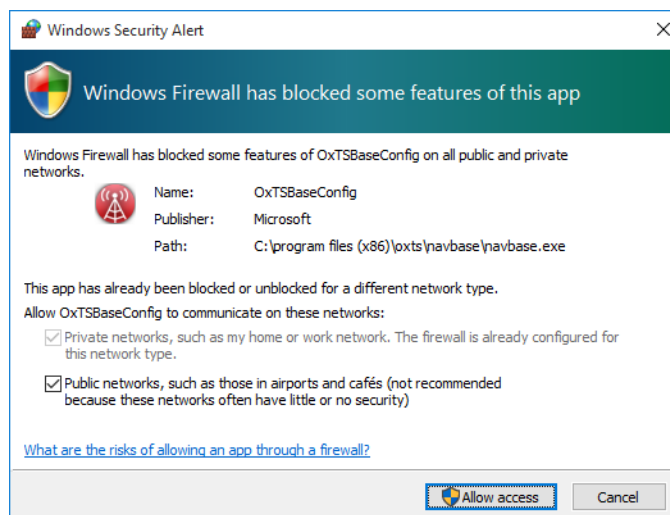 Windows Security Alert
Windows Firewall has blocked some features of this app
Windows Firewall has blocked some features of OxTSBaseConfig on all public and private
networks.
Name: OxTSBaseConfig
Publisher: Microsoft
Path: C:\program files (x86)\oxts\navbase\navbase.exe
This app has already been blocked or unblocked for a different network type.
Allow OxTSBaseConfig to communicate on these networks:
Private networks, such as my home or work network. The firewall is already configured for
this network type.
Public networks, such as those in airports and cafés (not recommended
because these networks often have little or no security)
What are the risks of allowing an app through a firewall?
Allow access Cancel